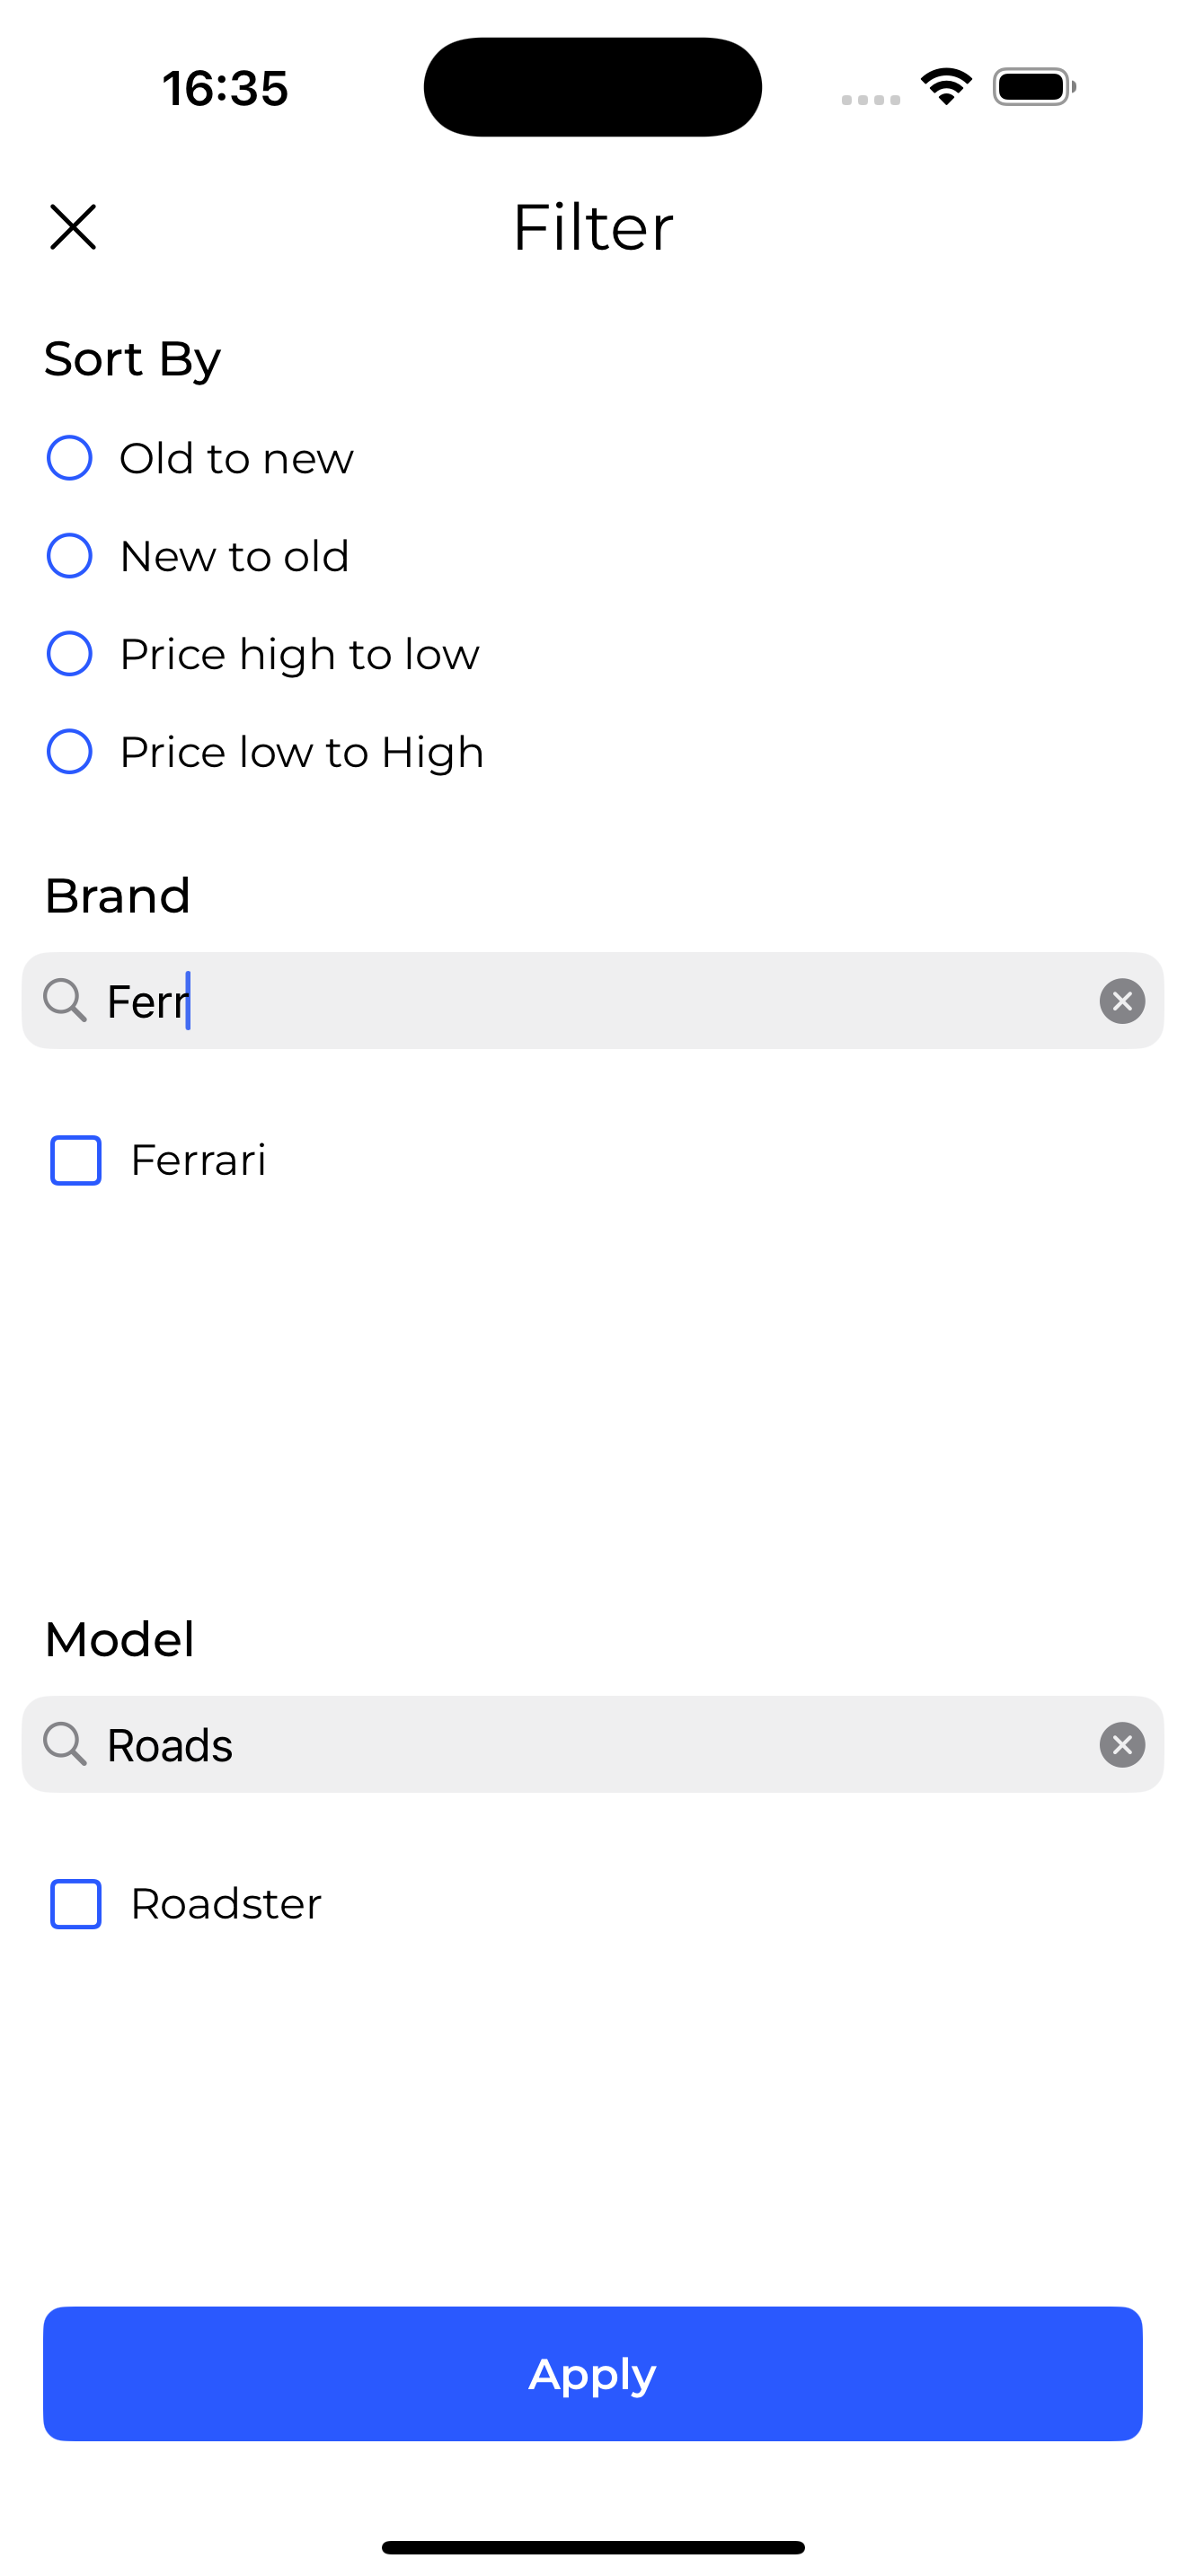 16:35
Filter
Sort By
Old to new
New to old
Price high to low
Price low to High
Brand
Ferr
Ferrari
Model
Roads
Roadster
Apply